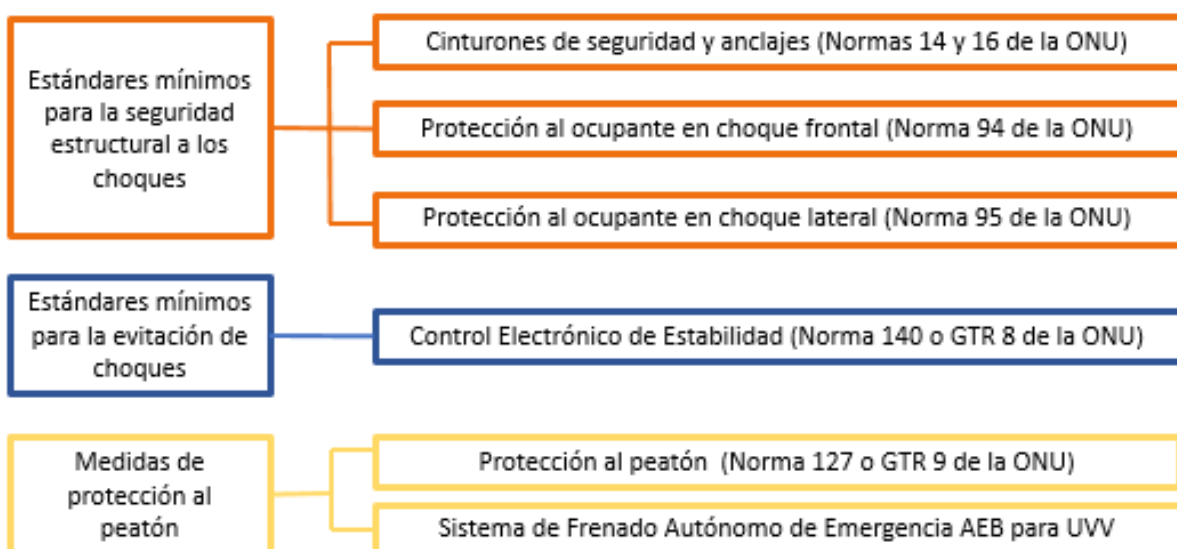 Estándares mínimos
para la seguridad
estructural a los
choques
Cinturones de seguridad y anclajes (Normas 14 y 16 de la ONU)
Protección al ocupante en choque frontal (Norma 94 de la ONU)
Protección al ocupante en choque lateral (Norma 95 de la ONU)
Estándares mínimos
para la evitación de
choques
Control Electrónico de Estabilidad (Norma 140 o GTR 8 de la ONU)
Medidas de
protección al
peatón
Protección al peatón (Norma 127 o GTR 9 de la ONU)
Sistema de Frenado Autónomo de Emergencia AEB para UVV